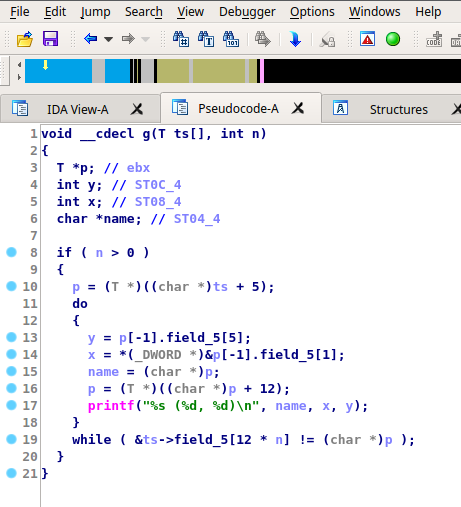 File Edit Jump Search View Debugger Options Windows Help
IDA View-A Pseudocode-A Structures
1 void __cdecl g(T ts[], int n)
2 {
3 T *p; // ebx
4 int y; // ST0C_4
5 int x; // ST08_4
6 char *name; // ST04_4
7
8 if ( n > 0 )
9 {
10 p = (T *)((char *)ts + 5);
11 do
12 {
13 y = p[-1].field_5[5];
14 x = *(_DWORD *)&p[-1].field_5[1];
15 name = (char *)p;
16 p = (T *)((char *)p + 12);
17 printf("%s (%d, %d)\n", name, x, y);
18 }
19 while ( &ts->field_5[12 * n] != (char *)p );
20 }
21 }